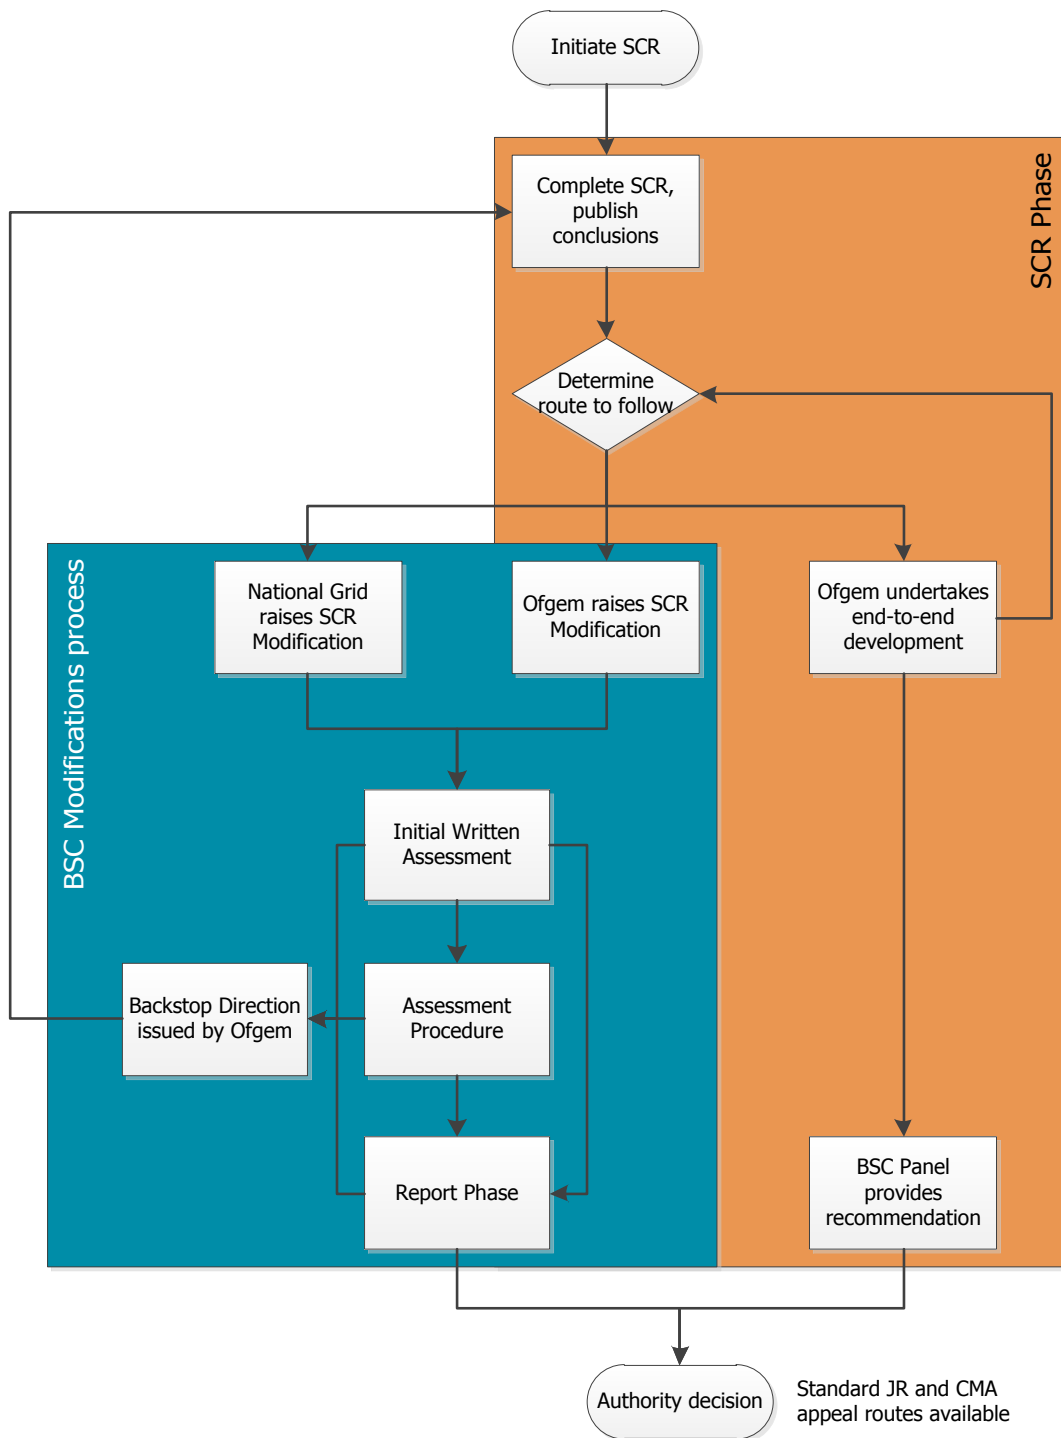 Initiate SCR
SCR Phase
Complete SCR,
publish
conclusions
Determine
route to follow
BSC Modifications process
National Grid
raises SCR
Modification
Ofgem raises SCR
Modification
Ofgem undertakes
end-to-end
development
Initial Written
Assessment
Backstop Direction
issued by Ofgem
Assessment
Procedure
Report Phase
BSC Panel
provides
recommendation
Authority decision
Standard JR and CMA
appeal routes available